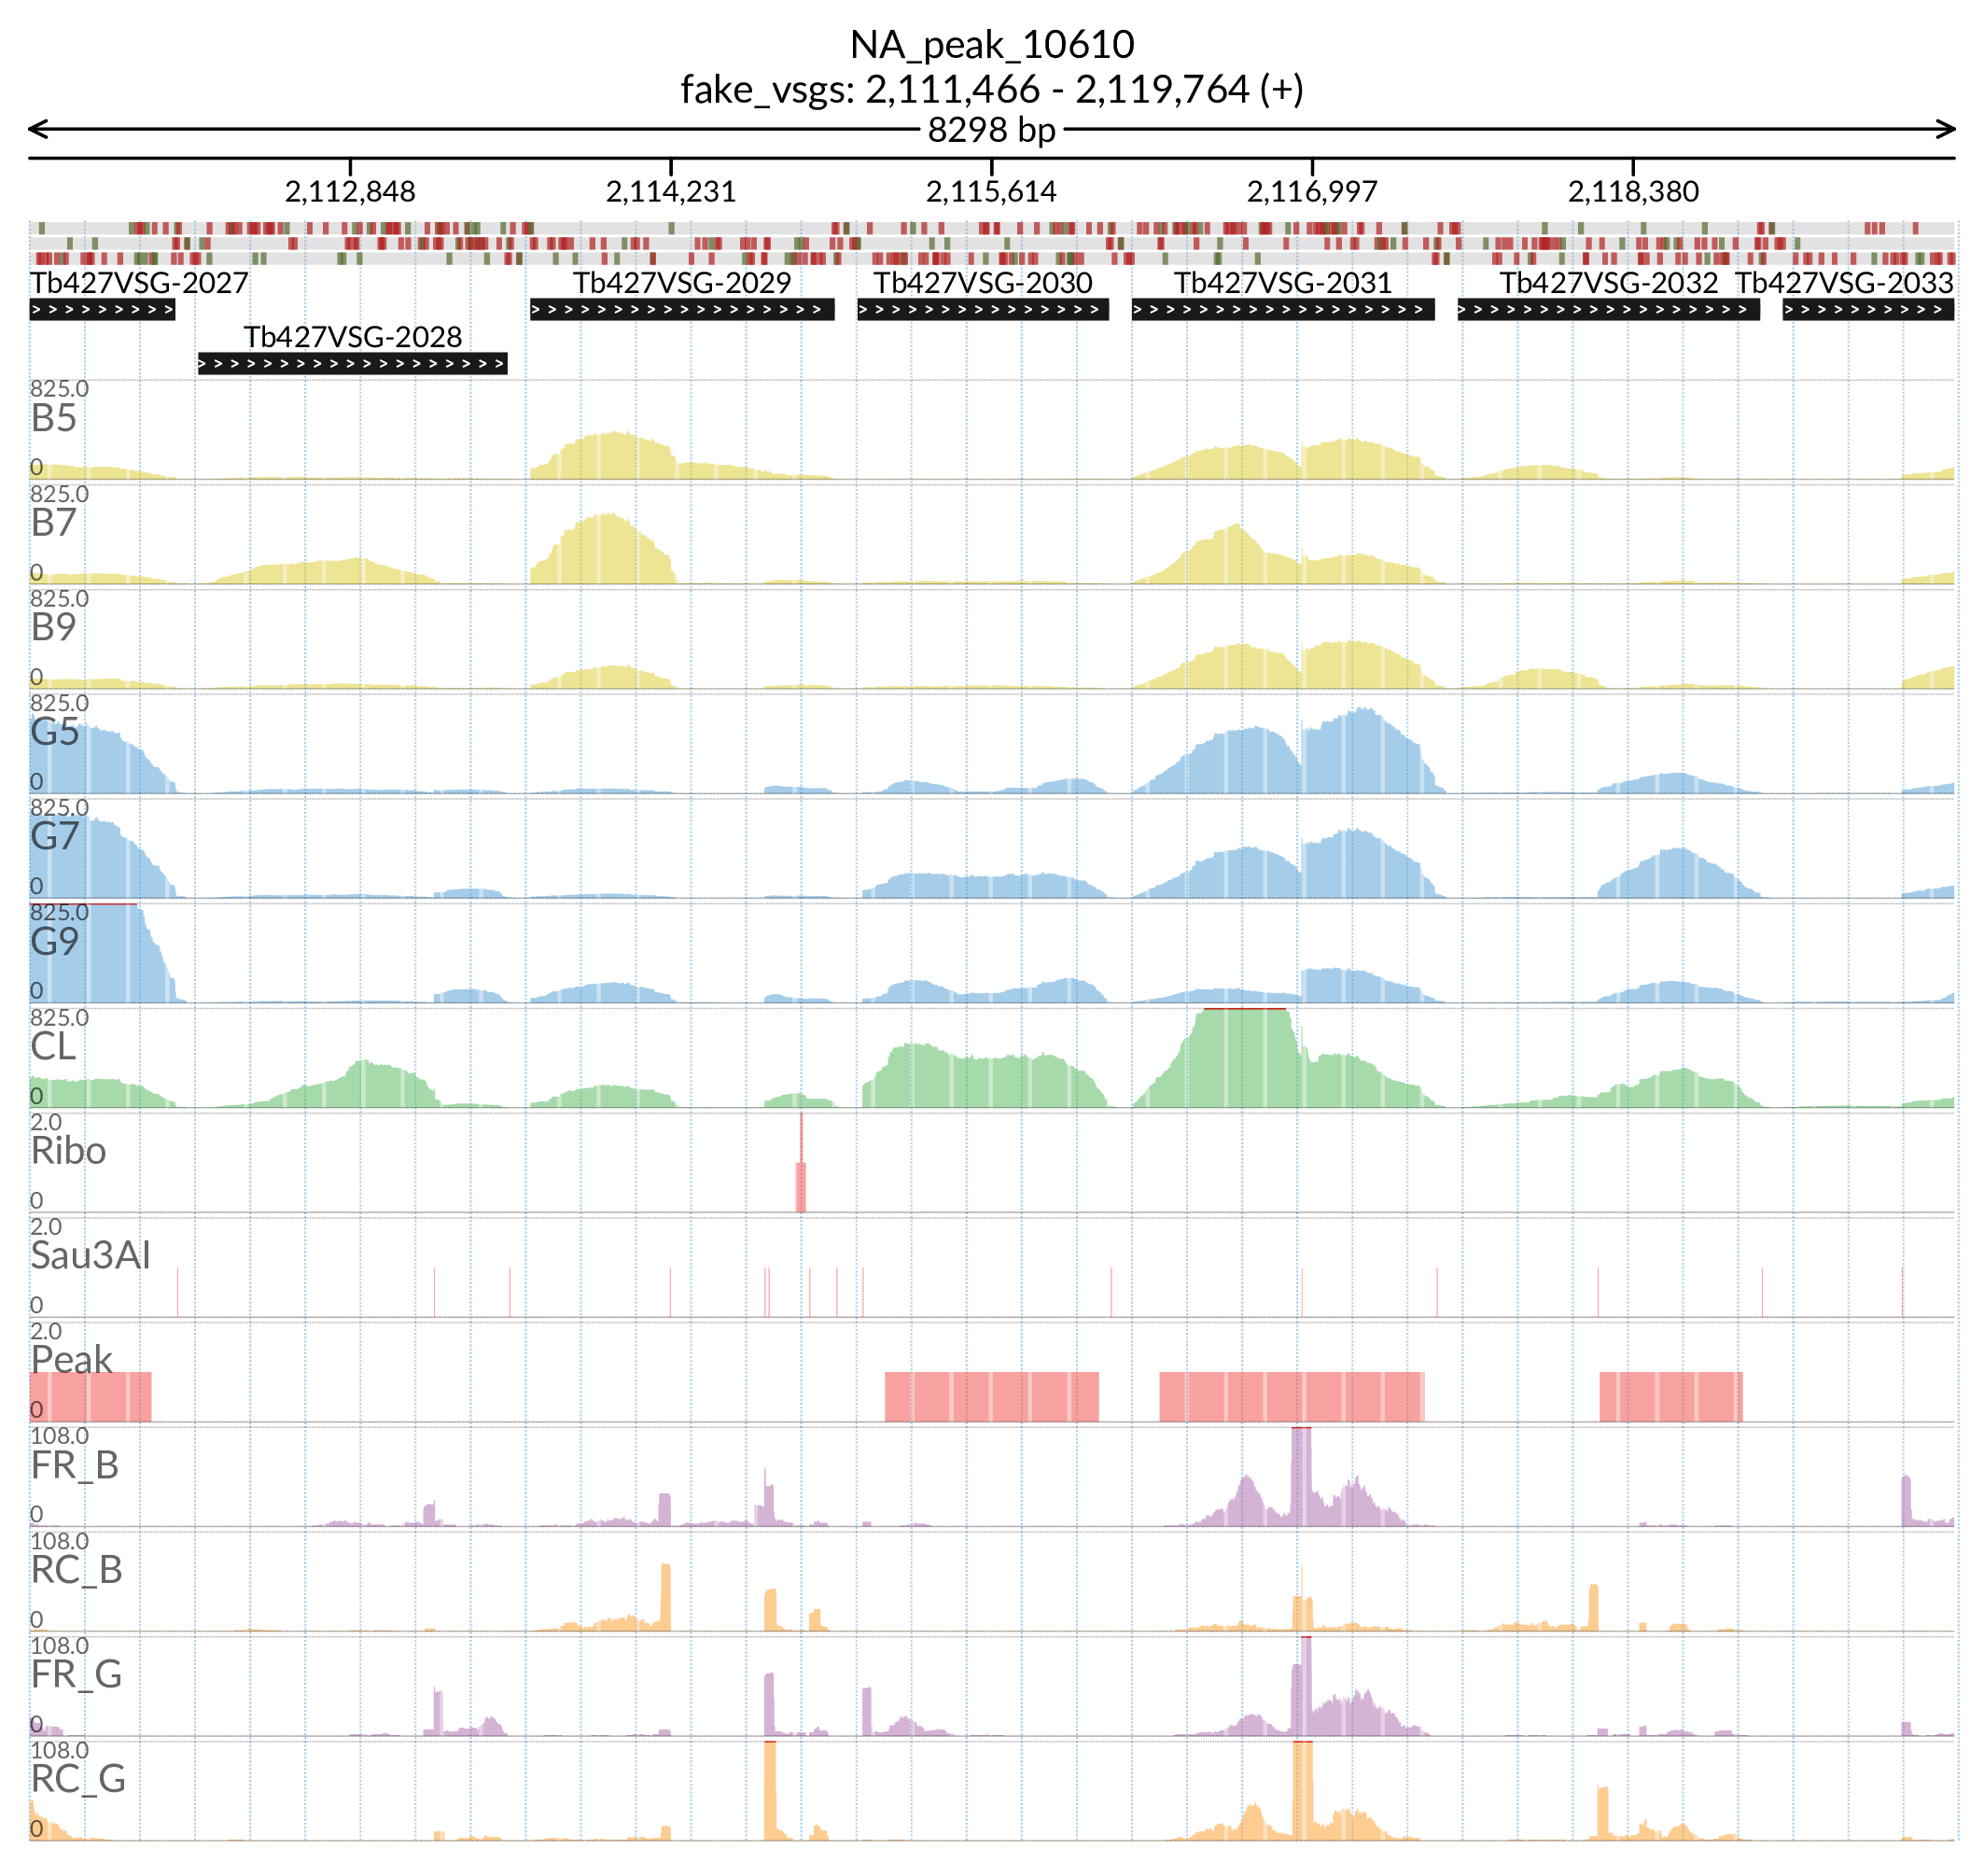 NA_peak_10610
fake_vsgs: 2,111,466 - 2,119,764 (+)
8298 bp
2,112,848 2,114,231 2,115,614 2,116,997 2,118,380
Tb427VSG-2027 Tb427VSG-2029 Tb427VSG-2030 Tb427VSG-2031 Tb427VSG-2032 Tb427VSG-2033
Tb427VSG-2028
825.0
B5
0
825.0
B7
0
825.0
B9
0
825.0
G5
0
825.0
G7
0
825.0
G9
0
825.0
CL
0
2.0
Ribo
0
2.0
Sau3AI
0
2.0
Peak
0
108.0
FR_B
0
108.0
RC_B
0
108.0
FR_G
0
108.0
RC_G
0